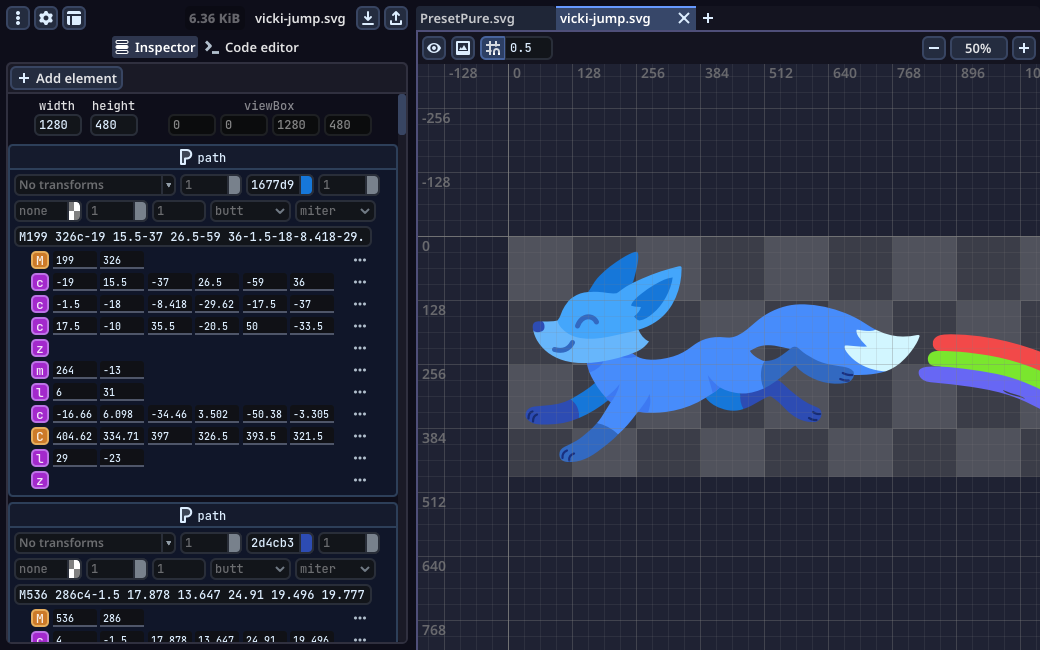 6.36 KiB vicki-jump.svg
PresetPure.svg vicki-jump.svg
Inspector Code editor
0.5 50%
Add element
width height viewBox
1280 480 0 0 1280 480
path
No transforms 1 1677d9 1
none 1 1 butt miter
M199 326c-19 15.5-37 26.5-59 36-1.5-18-8.418-29.
M 199 326
c -19 15.5 -37 26.5 -59 36
c -1.5 -18 -8.418 -29.62 -17.5 -37
c 17.5 -10 35.5 -20.5 50 -33.5
z
m 264 -13
l 6 31
c -16.66 6.098 -34.46 3.502 -50.38 -3.305
C 404.62 334.71 397 326.5 393.5 321.5
l 29 -23
z
path
No transforms 1 2d4cb3 1
none 1 1 butt miter
M536 286c4-1.5 17.878 13.647 24.91 19.496 19.777
M 536 286
c 4 -1.5 17.878 13.647 24.91 19.496
-128 0 128 256 384 512 640 768 896 10
-256
-128
0
128
256
384
512
640
768